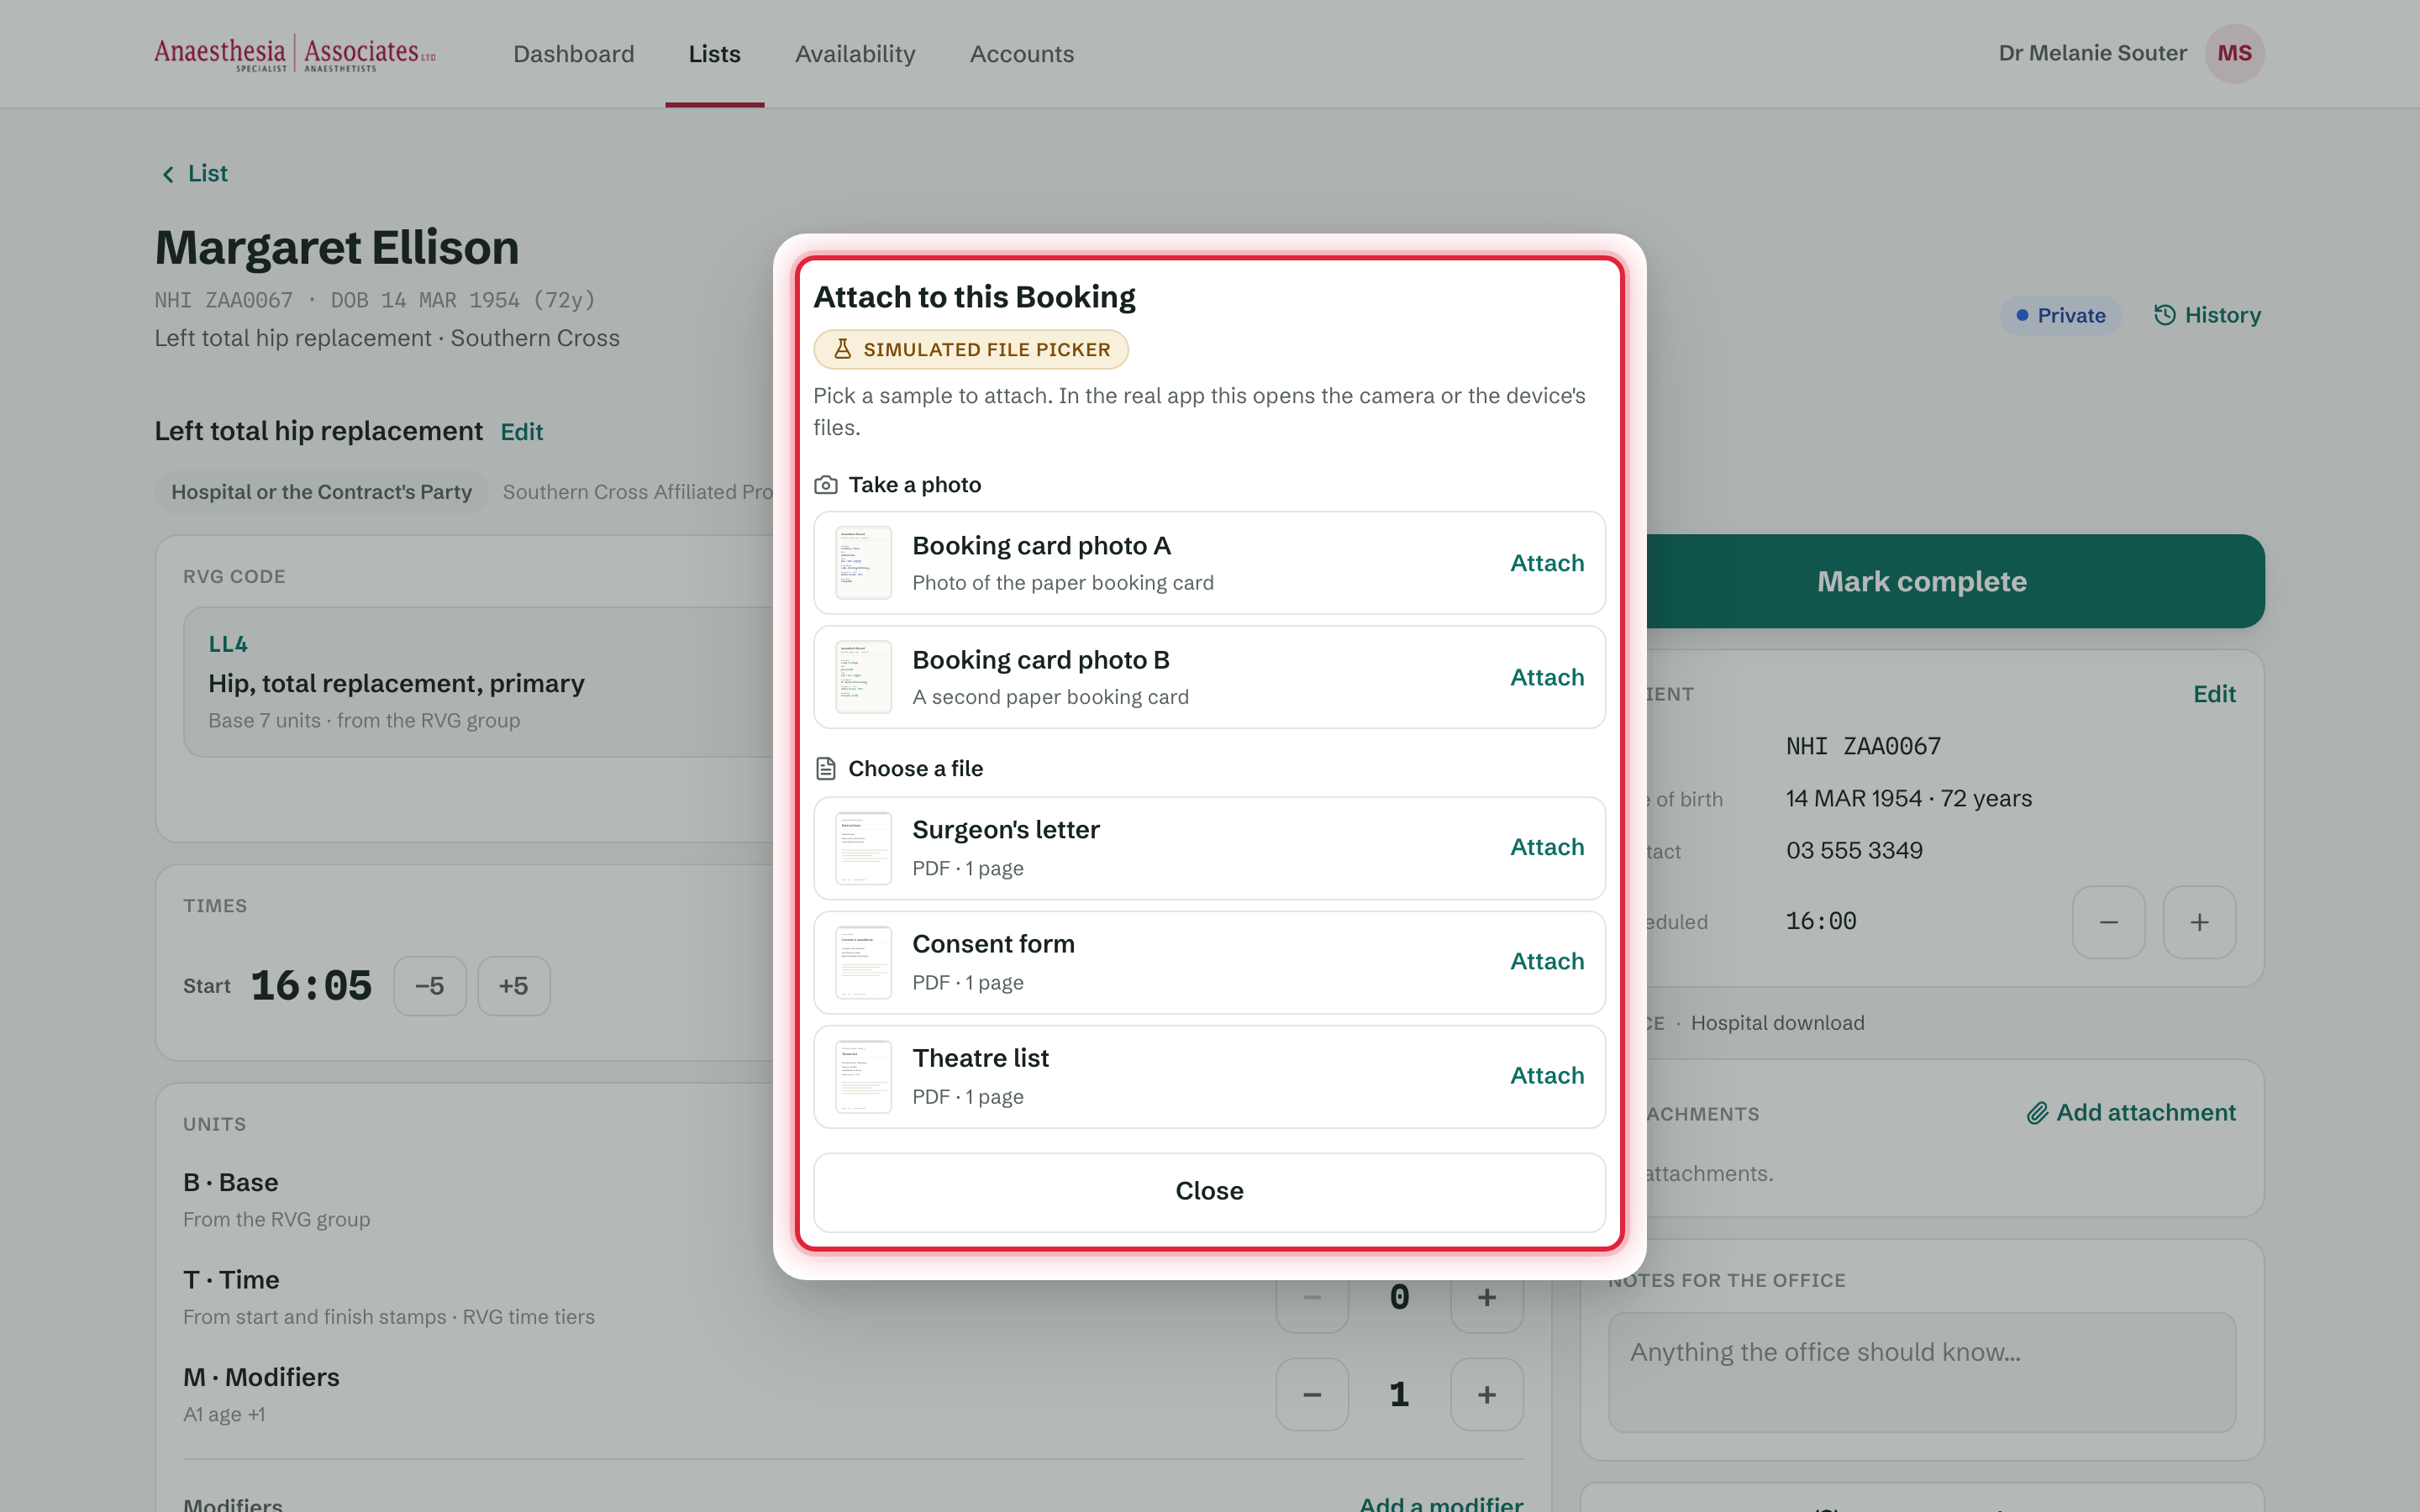 Anaesthesia Associates LTD
SPECIALIST ANAESTHETISTS
Dashboard
Lists
Availability
Accounts
Dr Melanie Souter
MS
List
Margaret Ellison
NHI ZAA0067 · DOB 14 MAR 1954 (72y)
Left total hip replacement · Southern Cross
Private
History
Left total hip replacement
Edit
Hospital or the Contract's Party
Southern Cross Affiliated Pro
RVG CODE
LL4
Hip, total replacement, primary
Base 7 units · from the RVG group
TIMES
Start
16:05
−5
+5
UNITS
B · Base
From the RVG group
T · Time
From start and finish stamps · RVG time tiers
−
0
+
M · Modifiers
A1 age +1
−
1
+
Modifiers
Add a modifier
Attach to this Booking
SIMULATED FILE PICKER
Pick a sample to attach. In the real app this opens the camera or the device's
files.
Take a photo
Booking card photo A
Photo of the paper booking card
Attach
Booking card photo B
A second paper booking card
Attach
Choose a file
Surgeon's letter
PDF · 1 page
Attach
Consent form
PDF · 1 page
Attach
Theatre list
PDF · 1 page
Attach
Close
Mark complete
IENT
Edit
NHI ZAA0067
of birth
14 MAR 1954 · 72 years
tact
03 555 3349
eduled
16:00
−
+
CE · Hospital download
ACHMENTS
Add attachment
attachments.
NOTES FOR THE OFFICE
Anything the office should know…